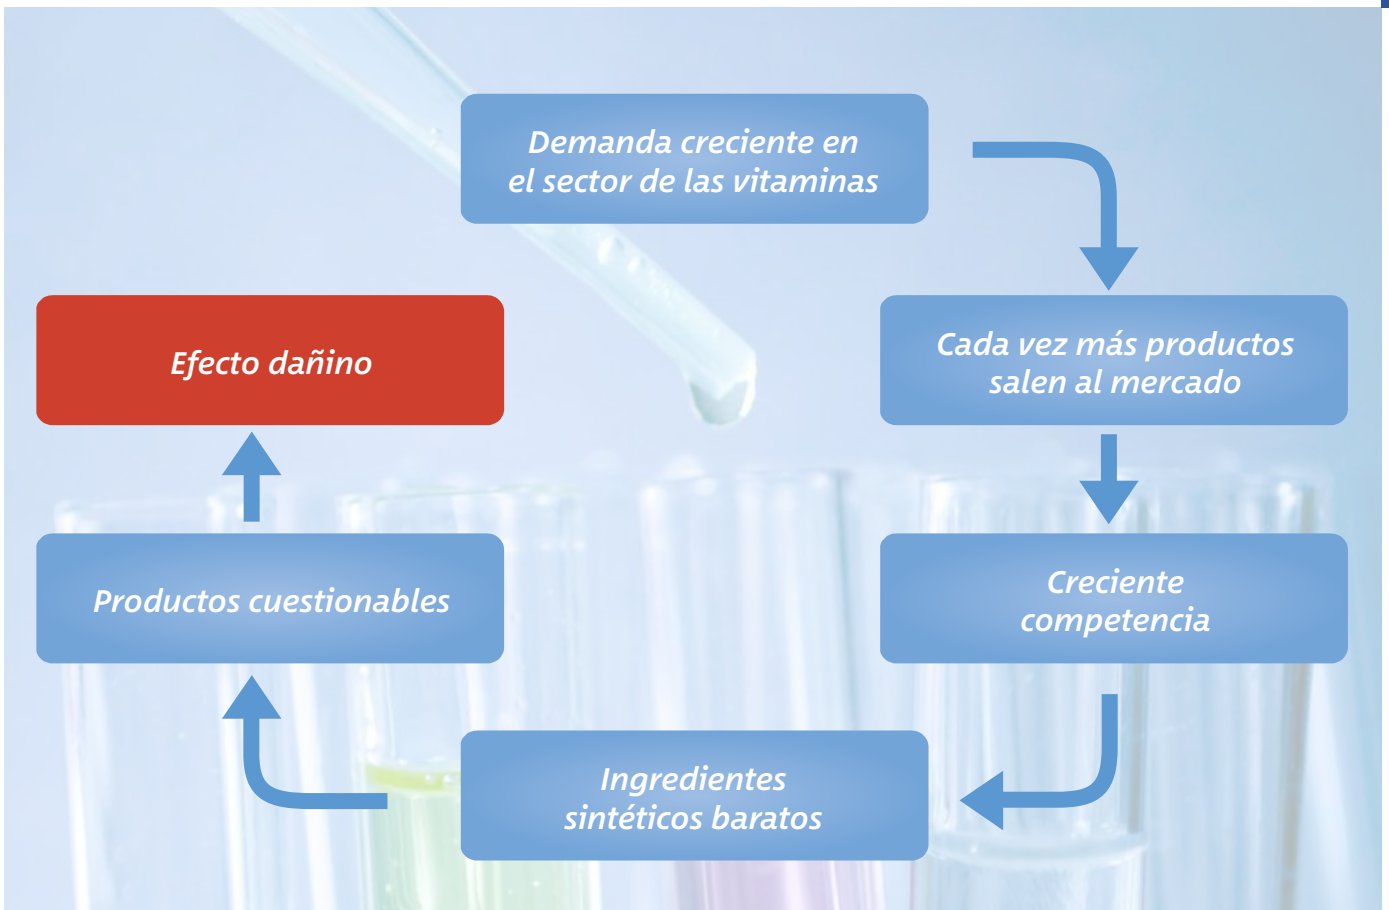 Demanda creciente en
el sector de las vitaminas
Cada vez más productos
salen al mercado
Creciente
competencia
Ingredientes
sintéticos baratos
Productos cuestionables
Efecto dañino